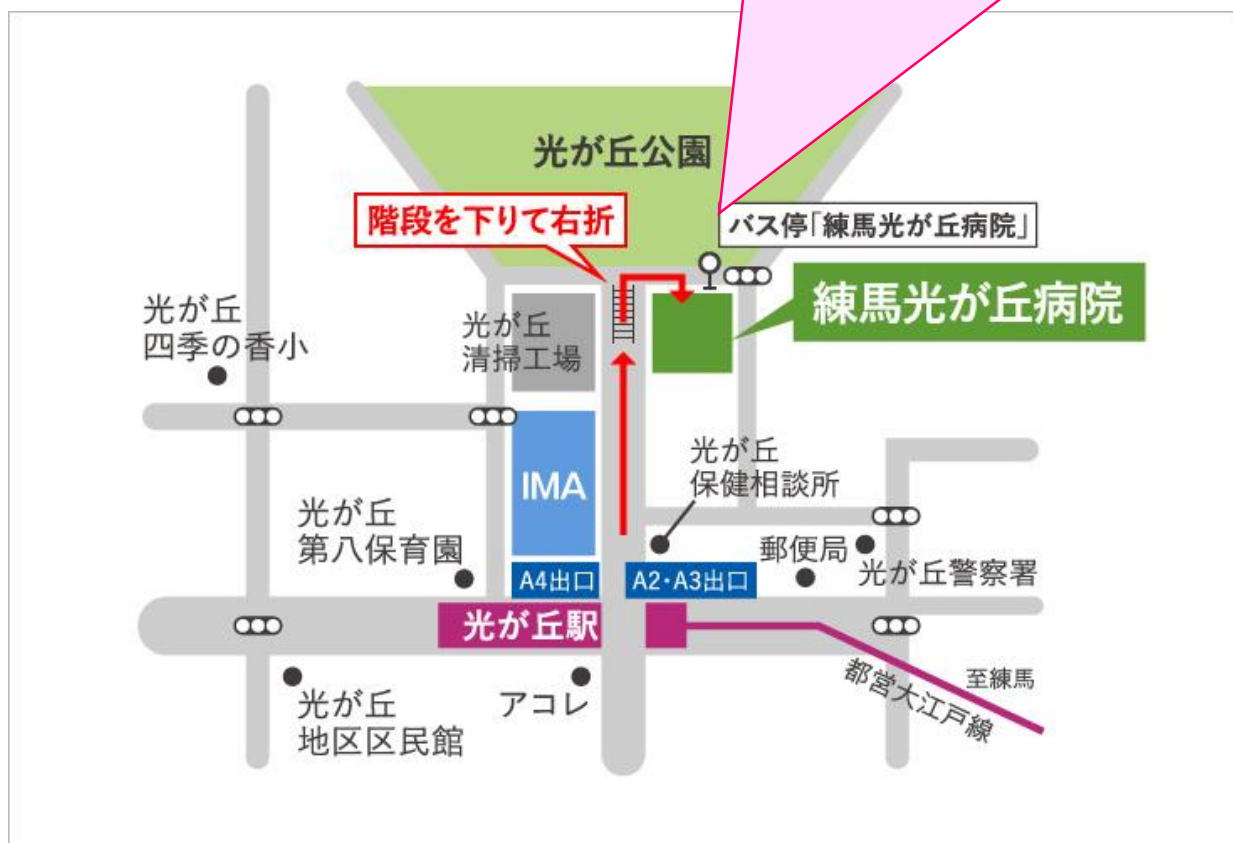 光が丘公園
階段を下りて右折
バス停「練馬光が丘病院」
練馬光が丘病院
光が丘
四季の香小
光が丘
清掃工場
IMA
光が丘
保健相談所
光が丘
第八保育園
郵便局
光が丘警察署
A4出口
A2・A3出口
光が丘駅
光が丘
地区区民館
アコレ
都営大江戸線
至練馬